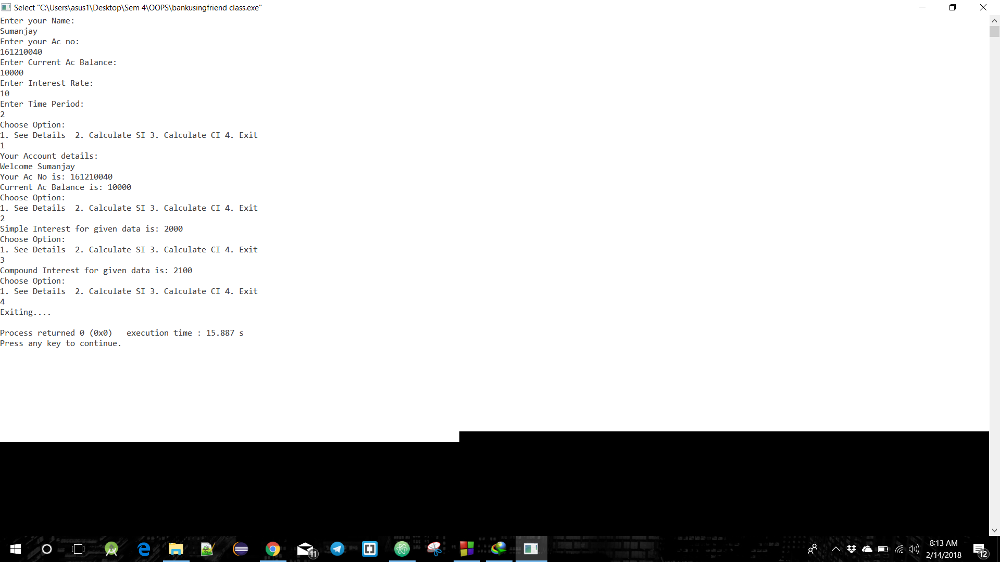 Select "C:\Users\asus1\Desktop\Sem 4\OOPS\bankusingfriend class.exe"
Enter your Name:
Sumanjay
Enter your Ac no:
161210040
Enter Current Ac Balance:
10000
Enter Interest Rate:
10
Enter Time Period:
2
Choose Option:
1. See Details  2. Calculate SI 3. Calculate CI 4. Exit
1
Your Account details:
Welcome Sumanjay
Your Ac No is: 161210040
Current Ac Balance is: 10000
Choose Option:
1. See Details  2. Calculate SI 3. Calculate CI 4. Exit
2
Simple Interest for given data is: 2000
Choose Option:
1. See Details  2. Calculate SI 3. Calculate CI 4. Exit
3
Compound Interest for given data is: 2100
Choose Option:
1. See Details  2. Calculate SI 3. Calculate CI 4. Exit
4
Exiting....
Process returned 0 (0x0)   execution time : 15.887 s
Press any key to continue.
11
8:13 AM
2/14/2018
12